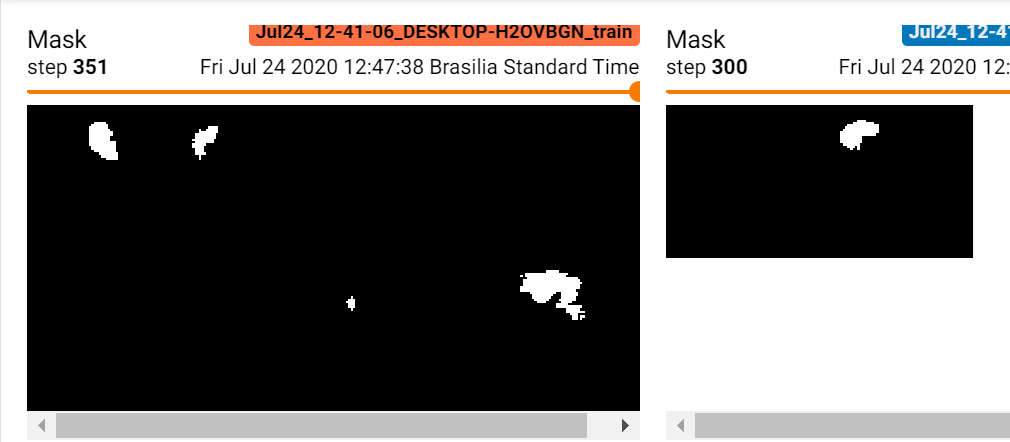 Jul24_12-41-06_DESKTOP-H2OVBGN_train
Mask
step 351
Fri Jul 24 2020 12:47:38 Brasilia Standard Time
Jul24_12-41
Mask
step 300
Fri Jul 24 2020 12: